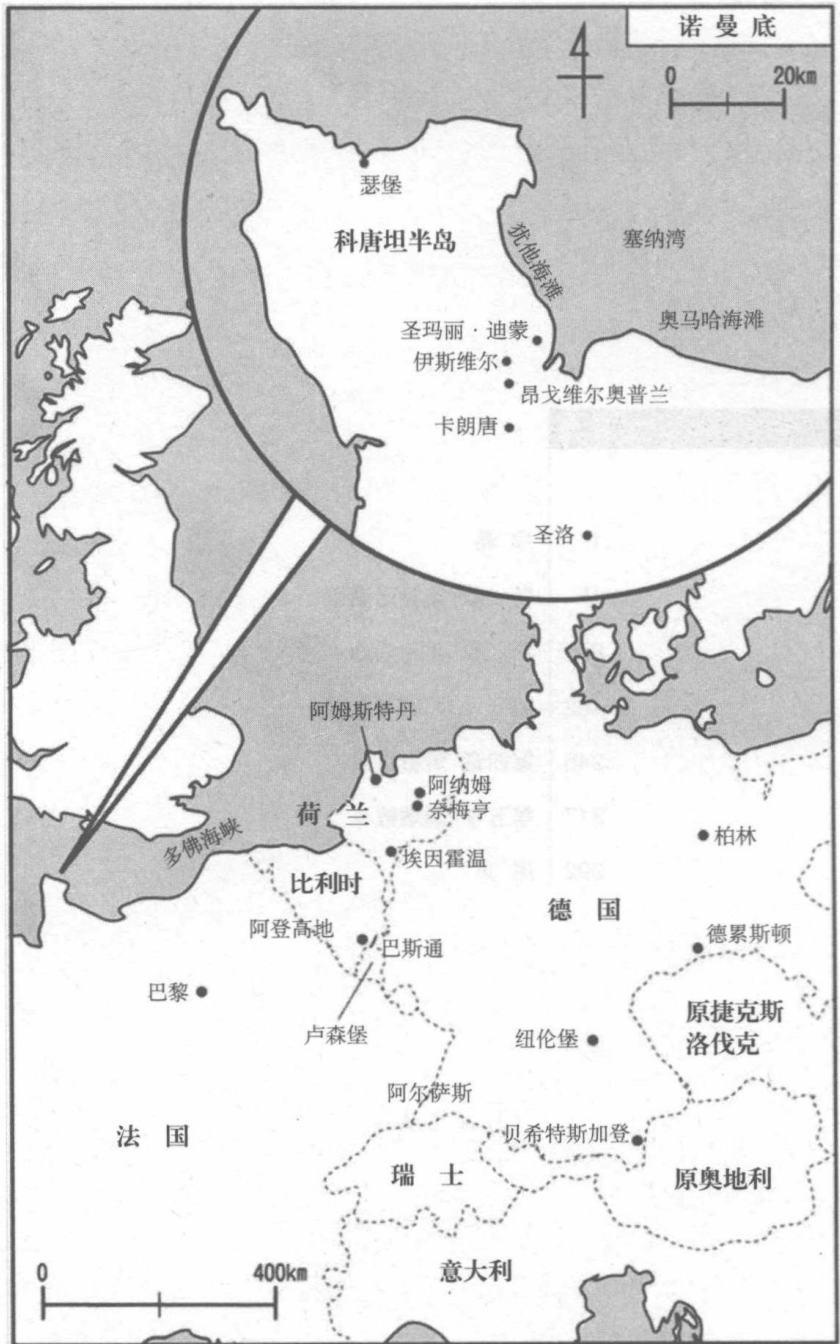 诺曼底
0 20km
瑟堡
科唐坦半岛
犹他海滩
塞纳湾
奥马哈海滩
圣玛丽·迪蒙
伊斯维尔
昂戈维尔奥普兰
卡朗唐
圣洛
阿姆斯特丹
阿纳姆
奈梅亨
荷 兰
多佛海峡
埃因霍温
柏林
比利时
德 国
阿登高地
巴斯通
德累斯顿
巴黎
卢森堡
纽伦堡
原捷克斯
洛伐克
阿尔萨斯
法 国
贝希特斯加登
瑞 士
原奥地利
意大利
0 400km